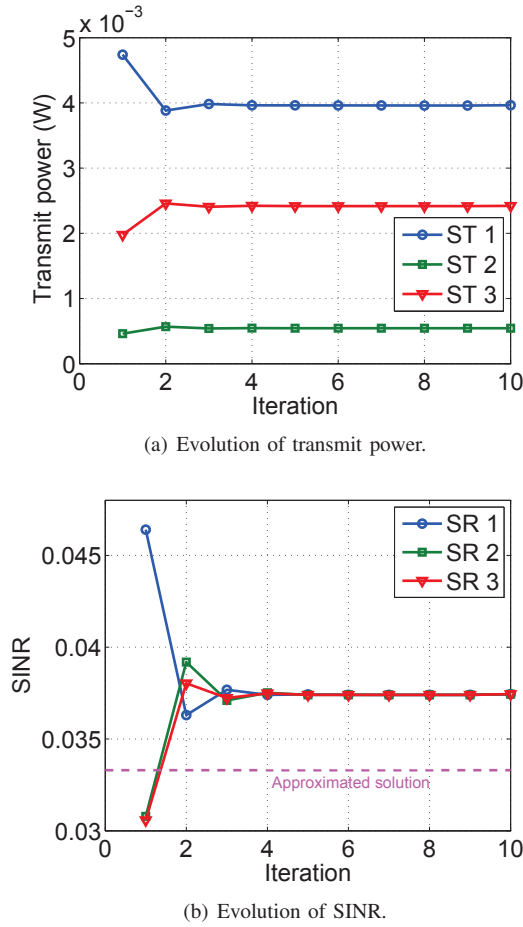 5 x 10⁻³
4
3
2
1
0
Transmit power (W)
ST 1
ST 2
ST 3
0 2 4 6 8 10
Iteration
(a) Evolution of transmit power.
0.045
0.04
0.035
0.03
SINR
SR 1
SR 2
SR 3
Approximated solution
0 2 4 6 8 10
Iteration
(b) Evolution of SINR.